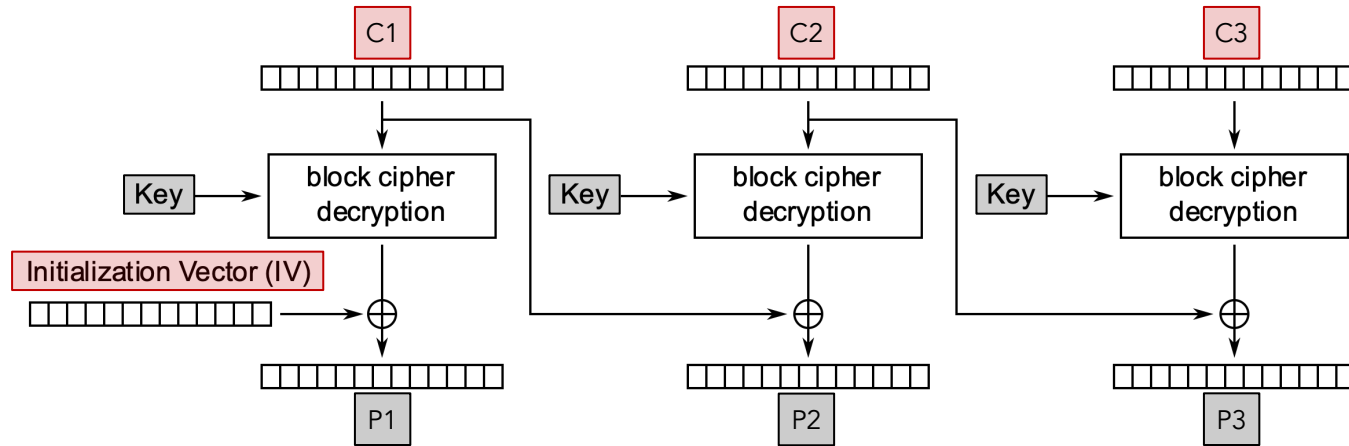 C1
C2
C3
block cipher
decryption
block cipher
decryption
block cipher
decryption
Key
Key
Key
Initialization Vector (IV)
P1
P2
P3